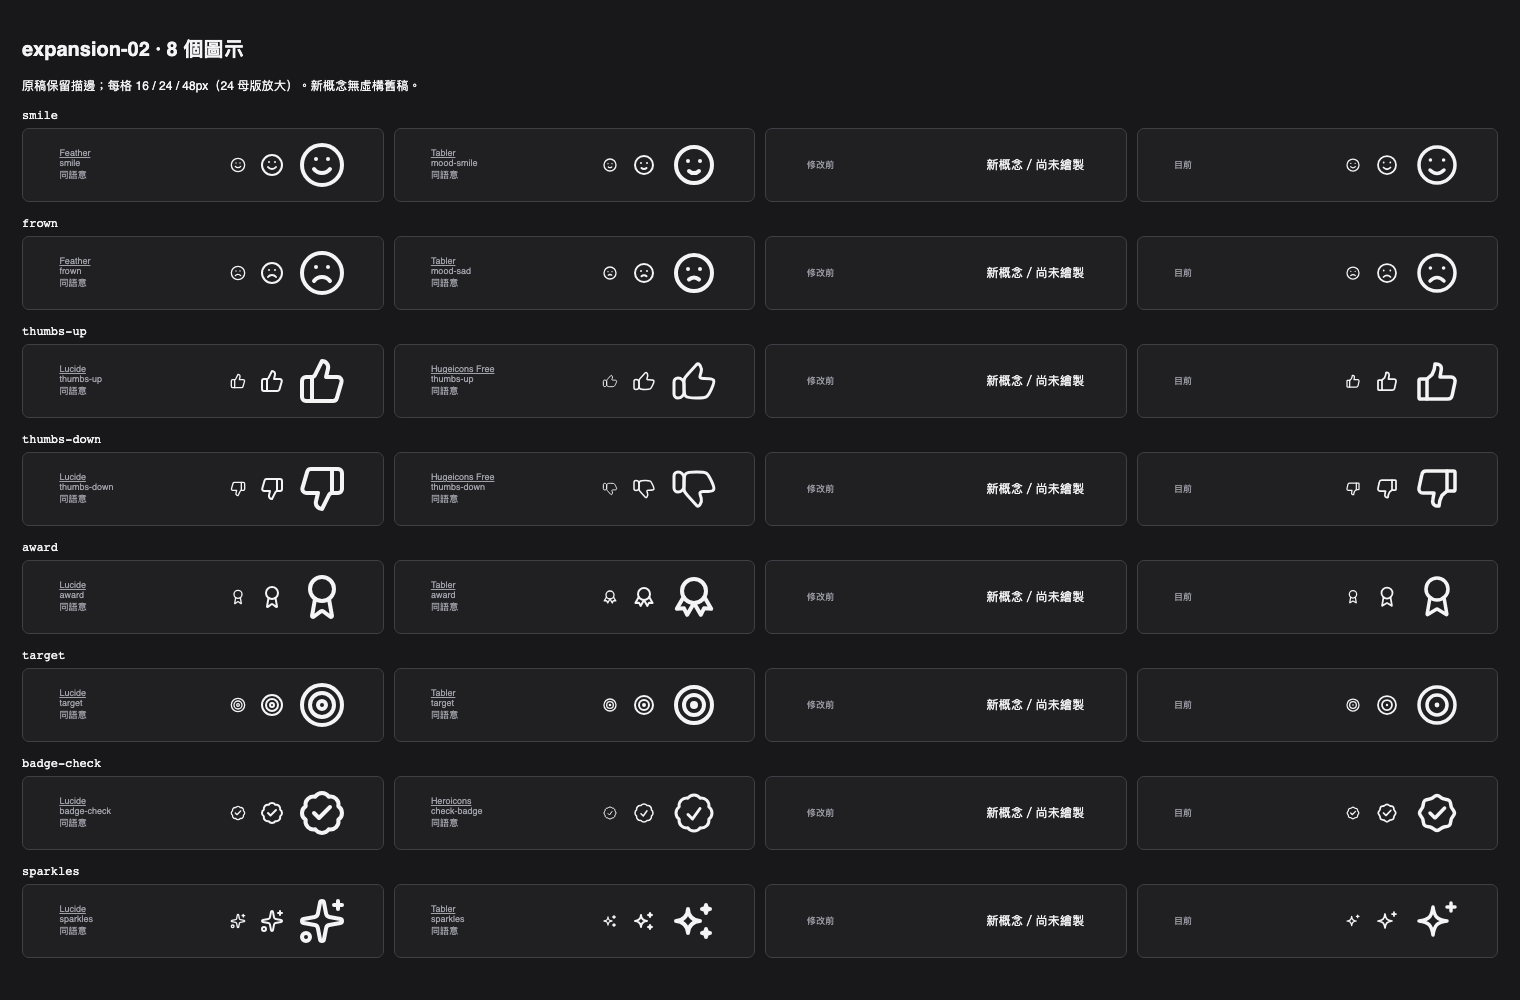 expansion-02 · 8 個圖示
原稿保留描邊；每格 16 / 24 / 48px（24 母版放大）。新概念無虛構舊稿。
smile
Feather
smile
同語意
Tabler
mood-smile
同語意
修改前
新概念 / 尚未繪製
目前
frown
Feather
frown
同語意
Tabler
mood-sad
同語意
修改前
新概念 / 尚未繪製
目前
thumbs-up
Lucide
thumbs-up
同語意
Hugeicons Free
thumbs-up
同語意
修改前
新概念 / 尚未繪製
目前
thumbs-down
Lucide
thumbs-down
同語意
Hugeicons Free
thumbs-down
同語意
修改前
新概念 / 尚未繪製
目前
award
Lucide
award
同語意
Tabler
award
同語意
修改前
新概念 / 尚未繪製
目前
target
Lucide
target
同語意
Tabler
target
同語意
修改前
新概念 / 尚未繪製
目前
badge-check
Lucide
badge-check
同語意
Heroicons
check-badge
同語意
修改前
新概念 / 尚未繪製
目前
sparkles
Lucide
sparkles
同語意
Tabler
sparkles
同語意
修改前
新概念 / 尚未繪製
目前